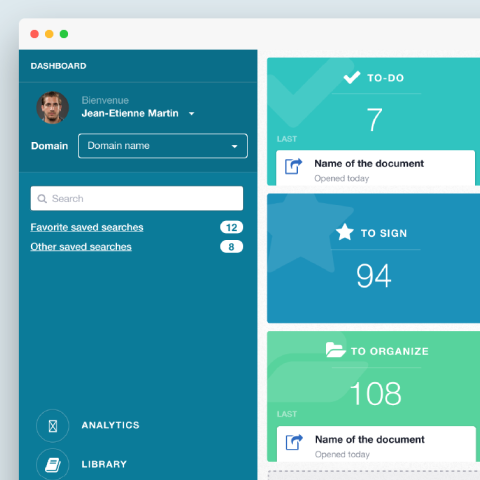 DASHBOARD
Bienvenue
Jean-Etienne Martin
Domain
Domain name
Search
Favorite saved searches 12
Other saved searches 8
ANALYTICS
LIBRARY
TO-DO
7
LAST
Name of the document
Opened today
TO SIGN
94
TO ORGANIZE
108
LAST
Name of the document
Opened today